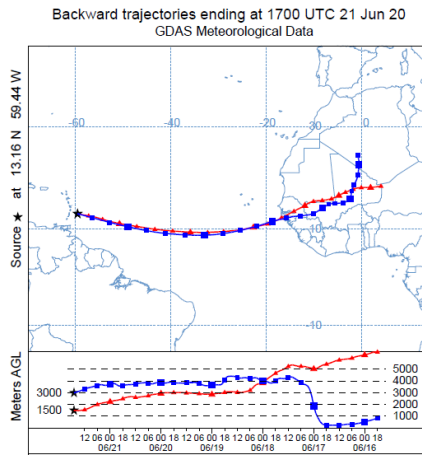 Backward trajectories ending at 1700 UTC 21 Jun 20
GDAS Meteorological Data
Source ★ at 13.16 N 59.44 W
-60 -40 -20 0
30
10
-10
Meters AGL
3000
1500
5000
4000
3000
2000
1000
12 06 00 18 12 06 00 18 12 06 00 18 12 06 00 18 12 06 00 18 12 06 00 18
06/21 06/20 06/19 06/18 06/17 06/16